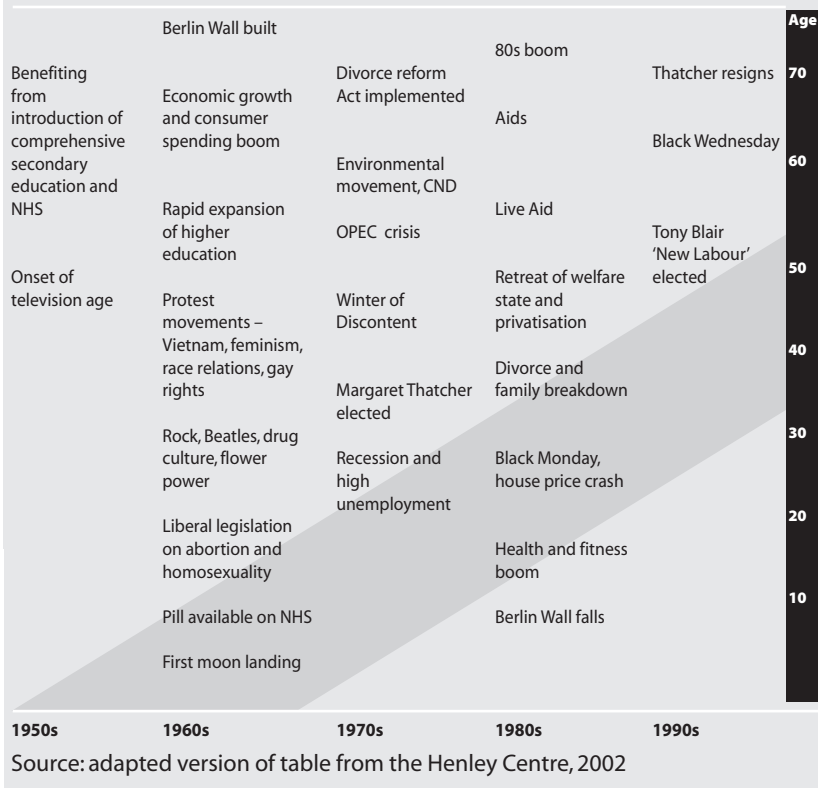 Benefiting
from
introduction of
comprehensive
secondary
education and
NHS
Onset of
television age
1950s
Berlin Wall built
Economic growth
and consumer
spending boom
Rapid expansion
of higher
education
Protest
movements –
Vietnam, feminism,
race relations, gay
rights
Rock, Beatles, drug
culture, flower
power
Liberal legislation
on abortion and
homosexuality
Pill available on NHS
First moon landing
1960s
Divorce reform
Act implemented
Environmental
movement, CND
OPEC crisis
Winter of
Discontent
Margaret Thatcher
elected
Recession and
high
unemployment
1970s
80s boom
Aids
Live Aid
Retreat of welfare
state and
privatisation
Divorce and
family breakdown
Black Monday,
house price crash
Health and fitness
boom
Berlin Wall falls
1980s
Thatcher resigns
Black Wednesday
Tony Blair
‘New Labour’
elected
1990s
Age
70
60
50
40
30
20
10
Source: adapted version of table from the Henley Centre, 2002